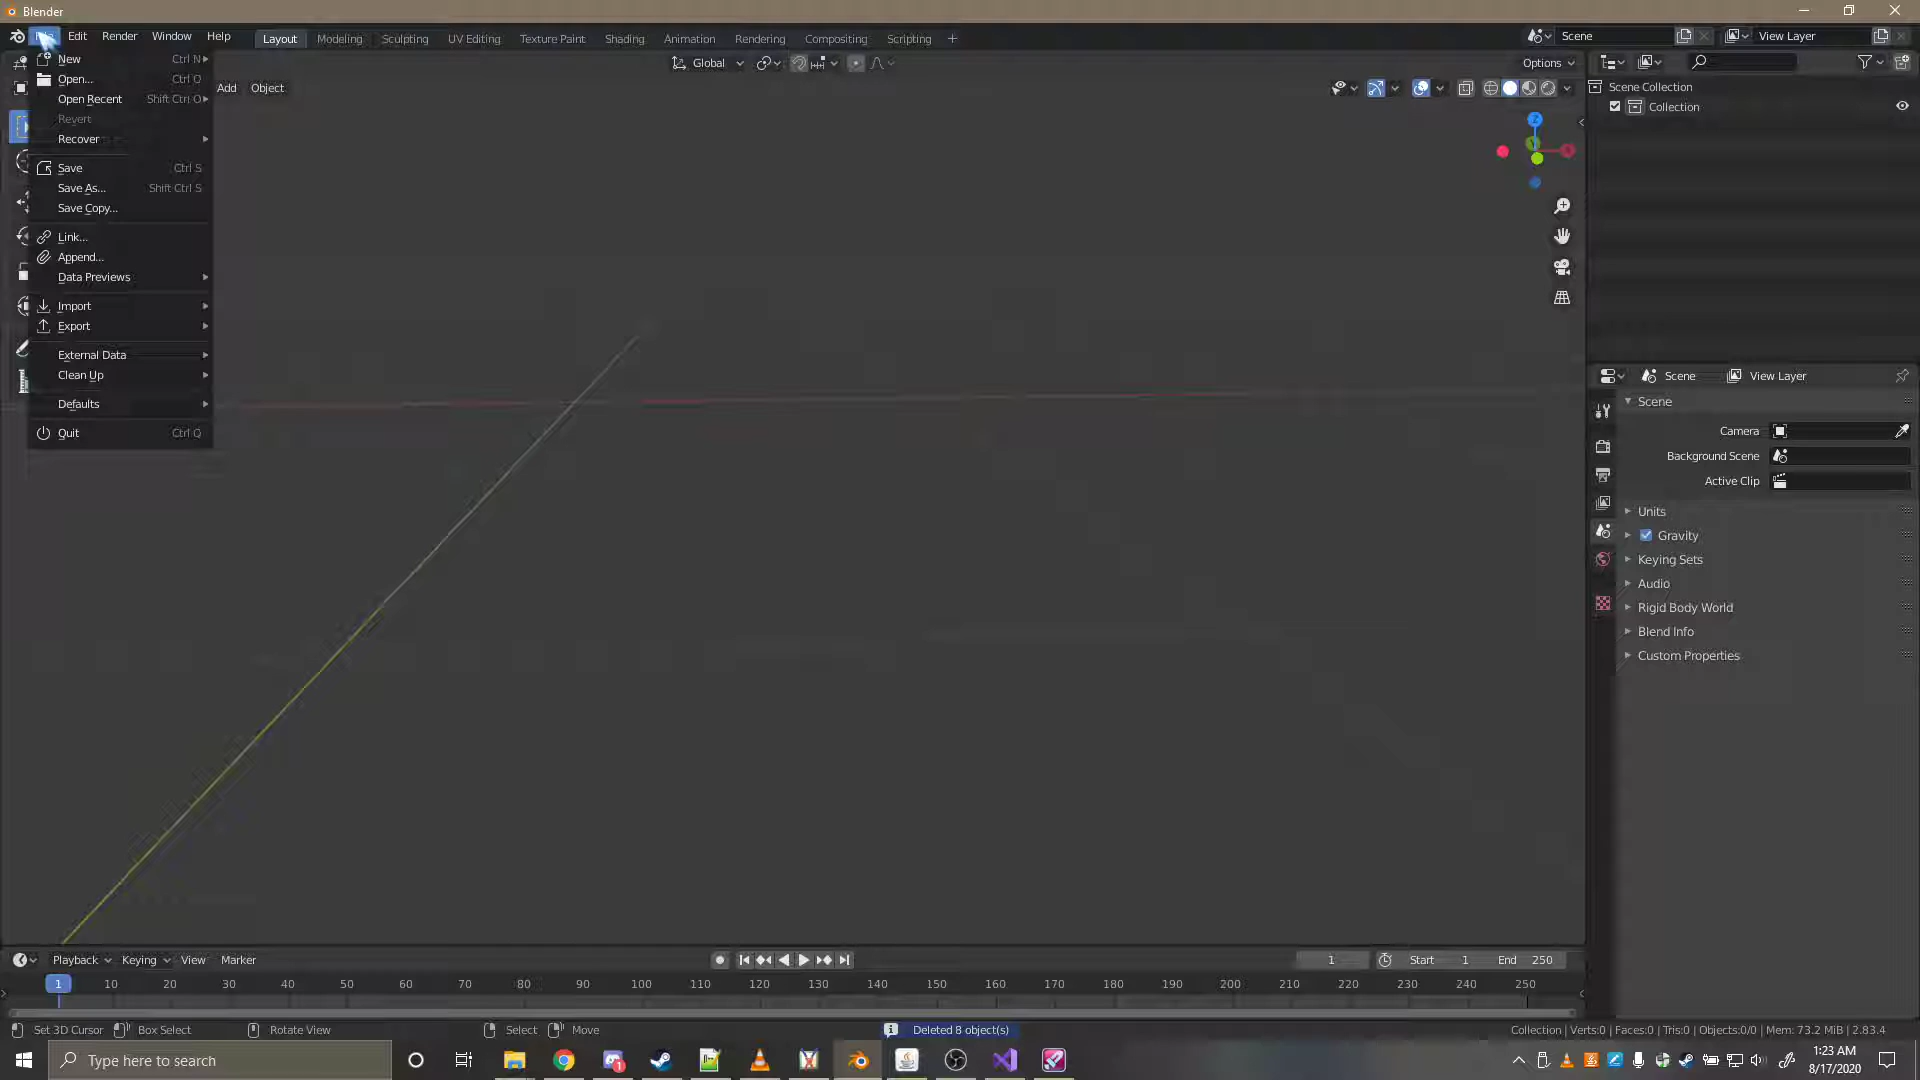 Blender
Edit Render Window Help Layout Modeling Sculpting UV Editing Texture Paint Shading Animation Rendering Compositing Scripting + Scene View Layer
New Ctrl N
Open... Ctrl O
Open Recent Shift Ctrl O
Revert
Recover
Save Ctrl S
Save As... Shift Ctrl S
Save Copy...
Link...
Append...
Data Previews
Import
Export
External Data
Clean Up
Defaults
Quit Ctrl Q
Global
Options
Add Object
Z
Scene Collection
Collection
Scene View Layer
Scene
Camera
Background Scene
Active Clip
Units
Gravity
Keying Sets
Audio
Rigid Body World
Blend Info
Custom Properties
Playback Keying View Marker 1 Start 1 End 250
1 10 20 30 40 50 60 70 80 90 100 110 120 130 140 150 160 170 180 190 200 210 220 230 240 250
Set 3D Cursor Box Select Rotate View Select Move Deleted 8 object(s) Collection | Verts:0 | Faces:0 | Tris:0 | Objects:0/0 | Mem: 73.2 MiB | 2.83.4
Type here to search
1:23 AM
8/17/2020